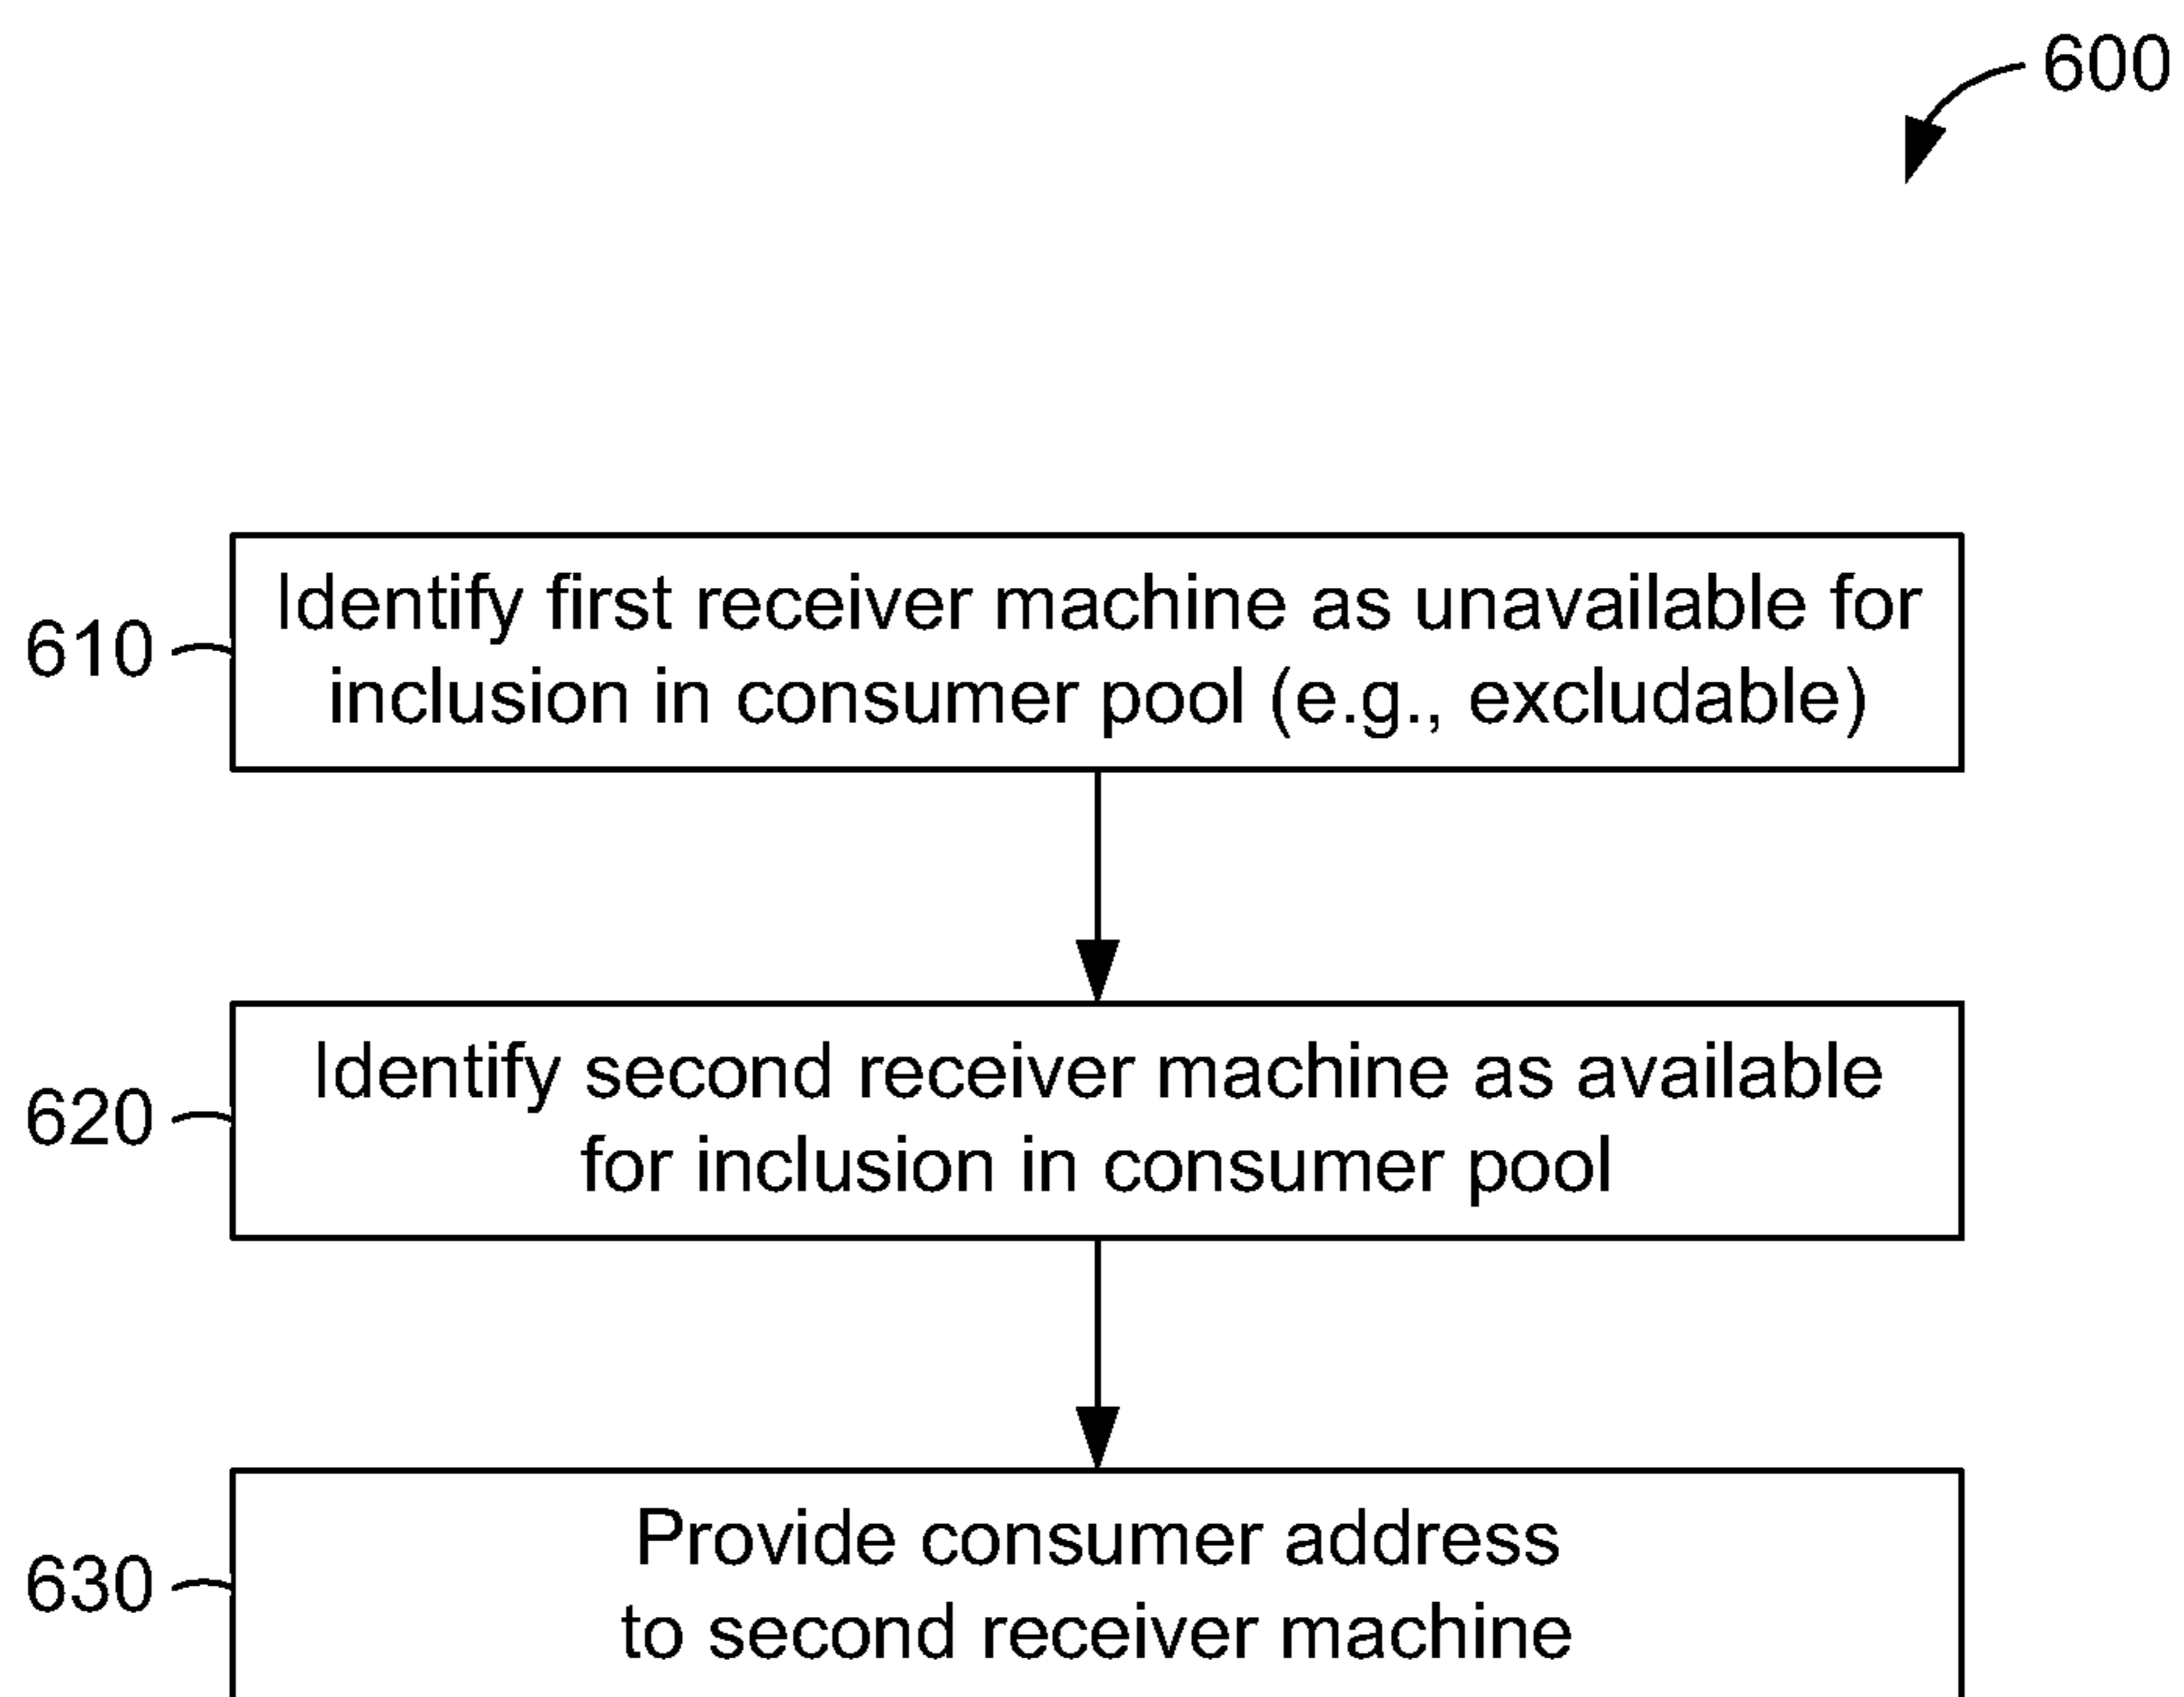 600
610
Identify first receiver machine as unavailable for
inclusion in consumer pool (e.g., excludable)
620
Identify second receiver machine as available
for inclusion in consumer pool
630
Provide consumer address
to second receiver machine